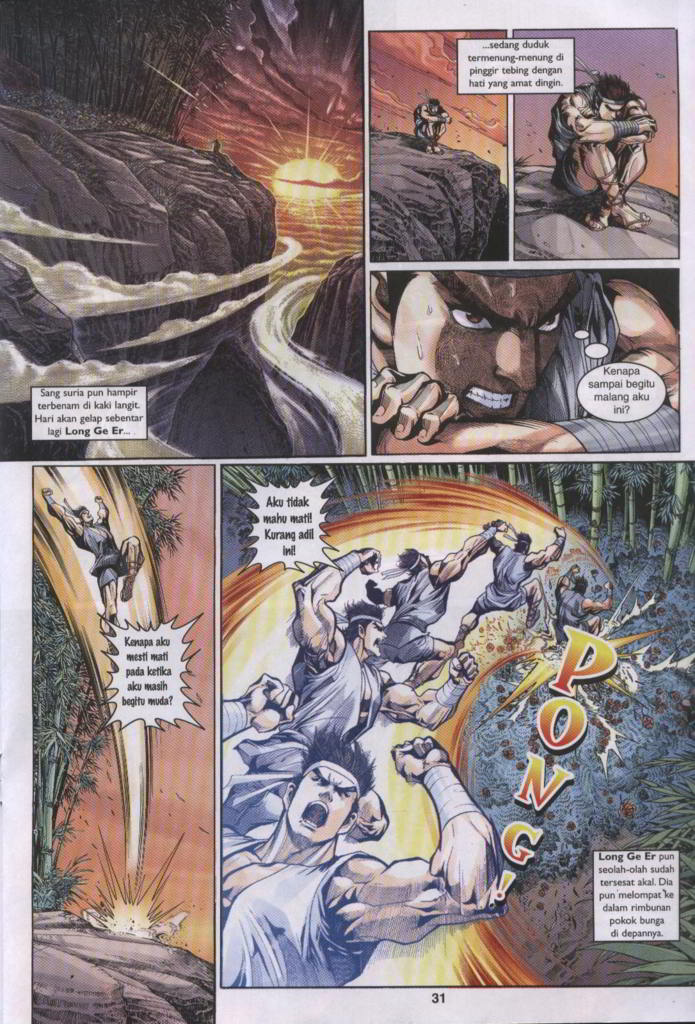 Sang suria pun hampir
terbenam di kaki langit.
Hari akan gelap sebentar
lagi Long Ge Er...
...sedang duduk
termenung-menung di
pinggir tebing dengan
hati yang amat dingin.
Kenapa
sampai begitu
malang aku
ini?
Kenapa aku
mesti mati
pada ketika
aku masih
begitu muda?
Aku tidak
mahu mati!
Kurang adil
ini!
PONG!
Long Ge Er pun
seolah-olah sudah
tersesat akal. Dia
pun melompat ke
dalam rimbunan
pokok bunga
di depannya.
31